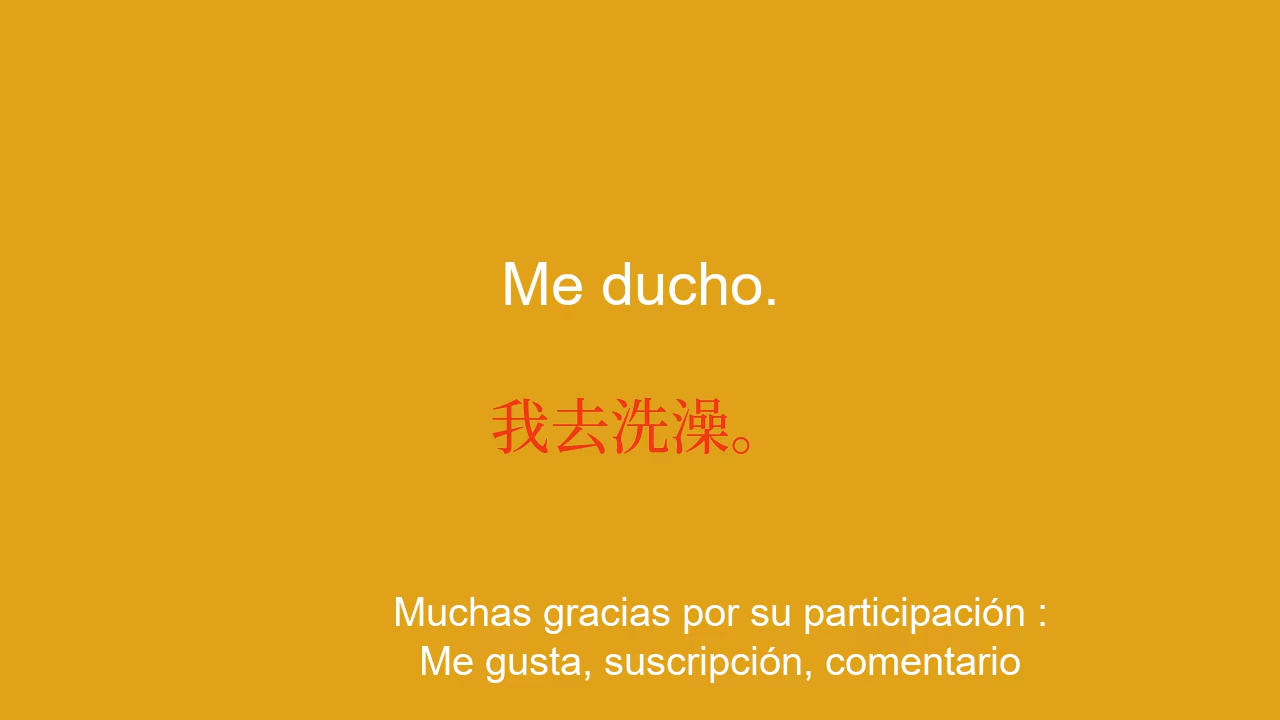 Me ducho.
我去洗澡。
Muchas gracias por su participación :
Me gusta, suscripción, comentario